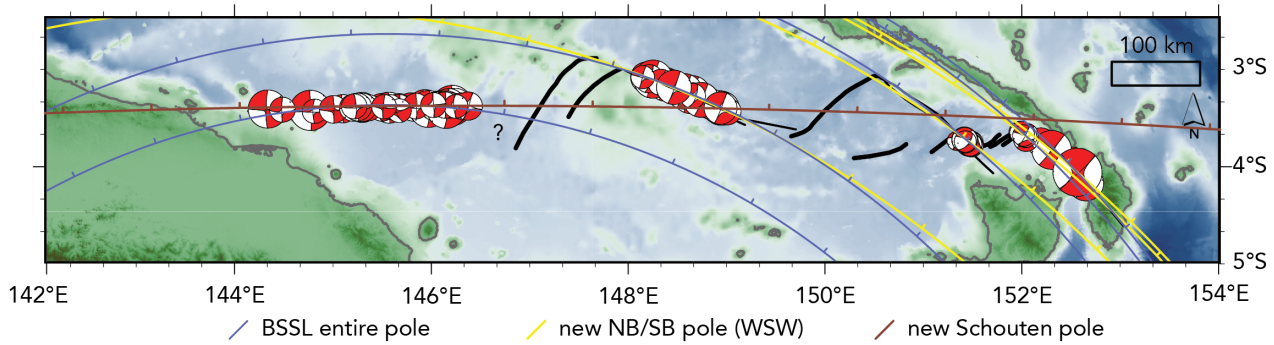 100 km
3°S
N
?
4°S
5°S
142°E 144°E 146°E 148°E 150°E 152°E 154°E
BSSL entire pole new NB/SB pole (WSW) new Schouten pole